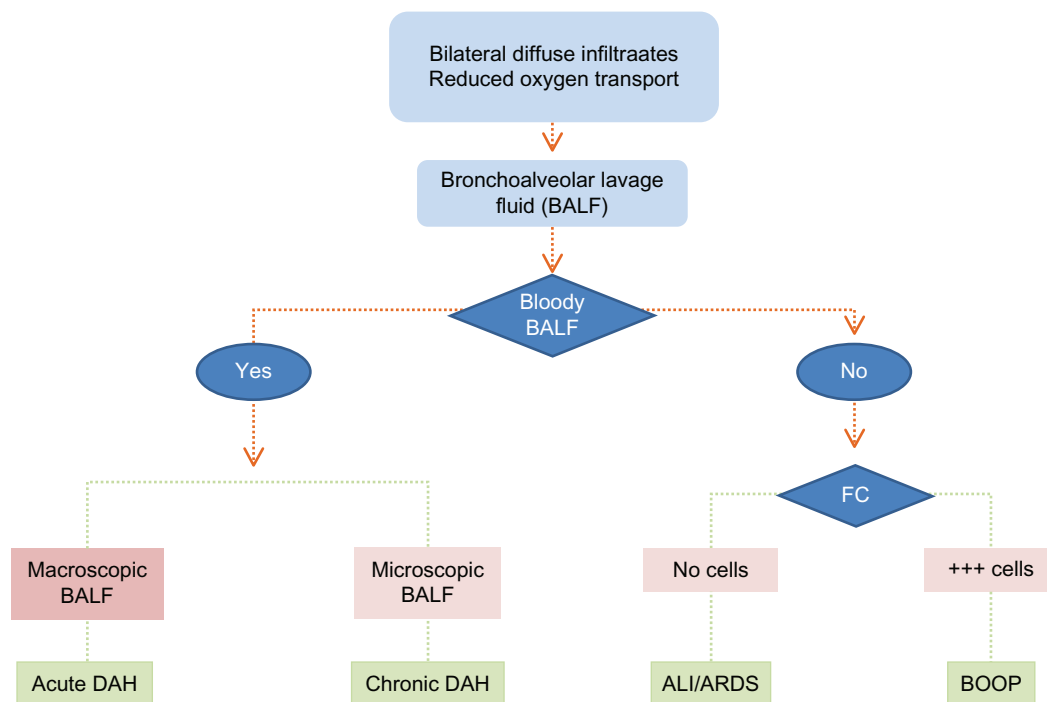 Bilateral diffuse infiltraates
Reduced oxygen transport
Bronchoalveolar lavage
fluid (BALF)
Bloody
BALF
Yes
No
FC
Macroscopic
BALF
Microscopic
BALF
No cells
+++ cells
Acute DAH
Chronic DAH
ALI/ARDS
BOOP